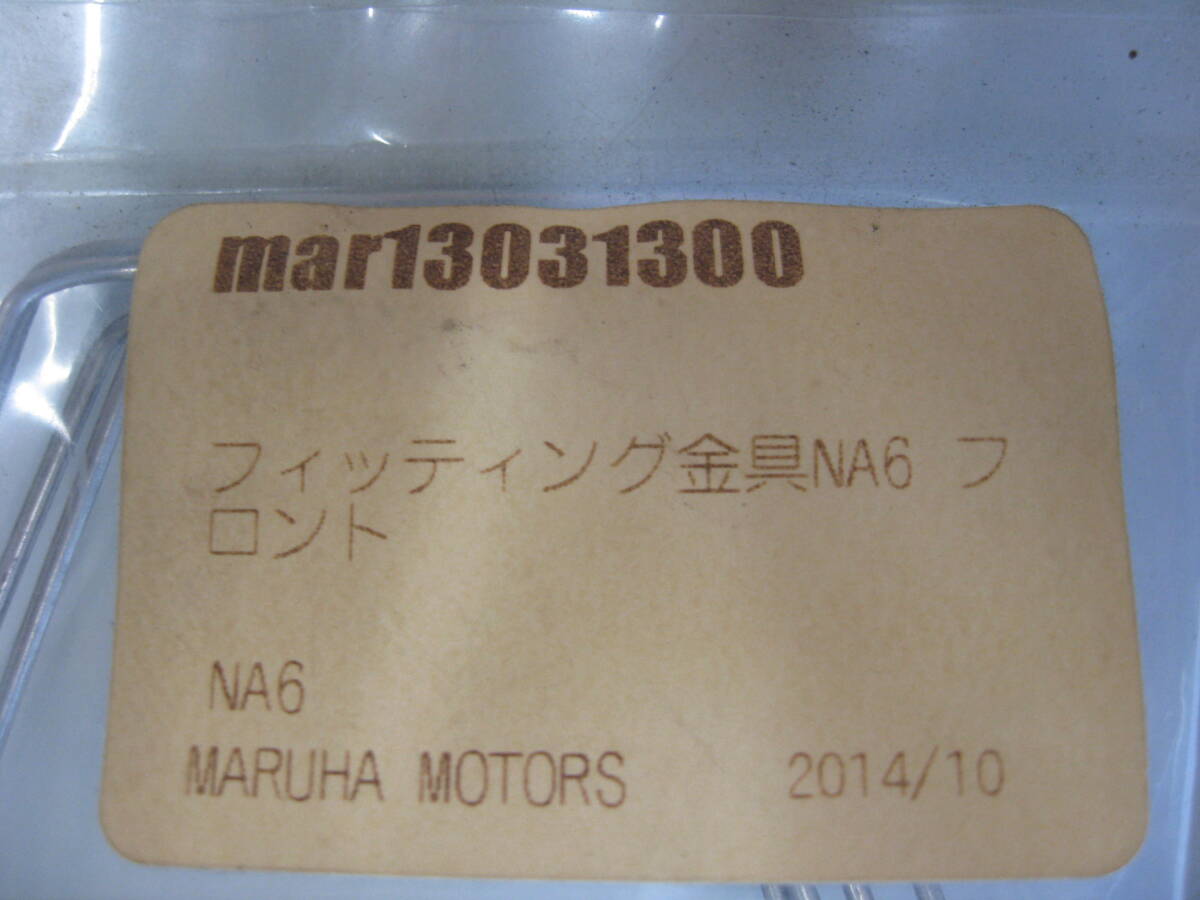 mar13031300
フィッティング金具NA6 フ
ロント
NA6
MARUHA MOTORS 2014/10